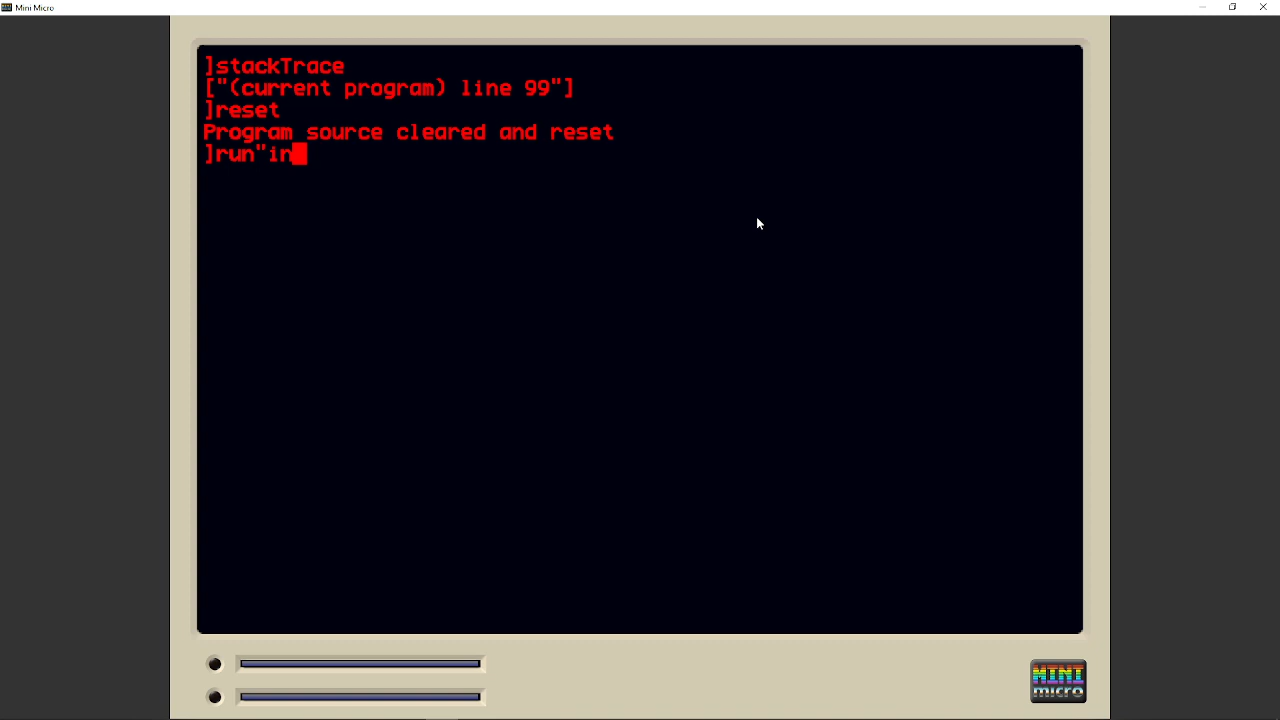 Mini Micro
]stackTrace
["(current program) line 99"]
]reset
Program source cleared and reset
]run"in
MINI
micro